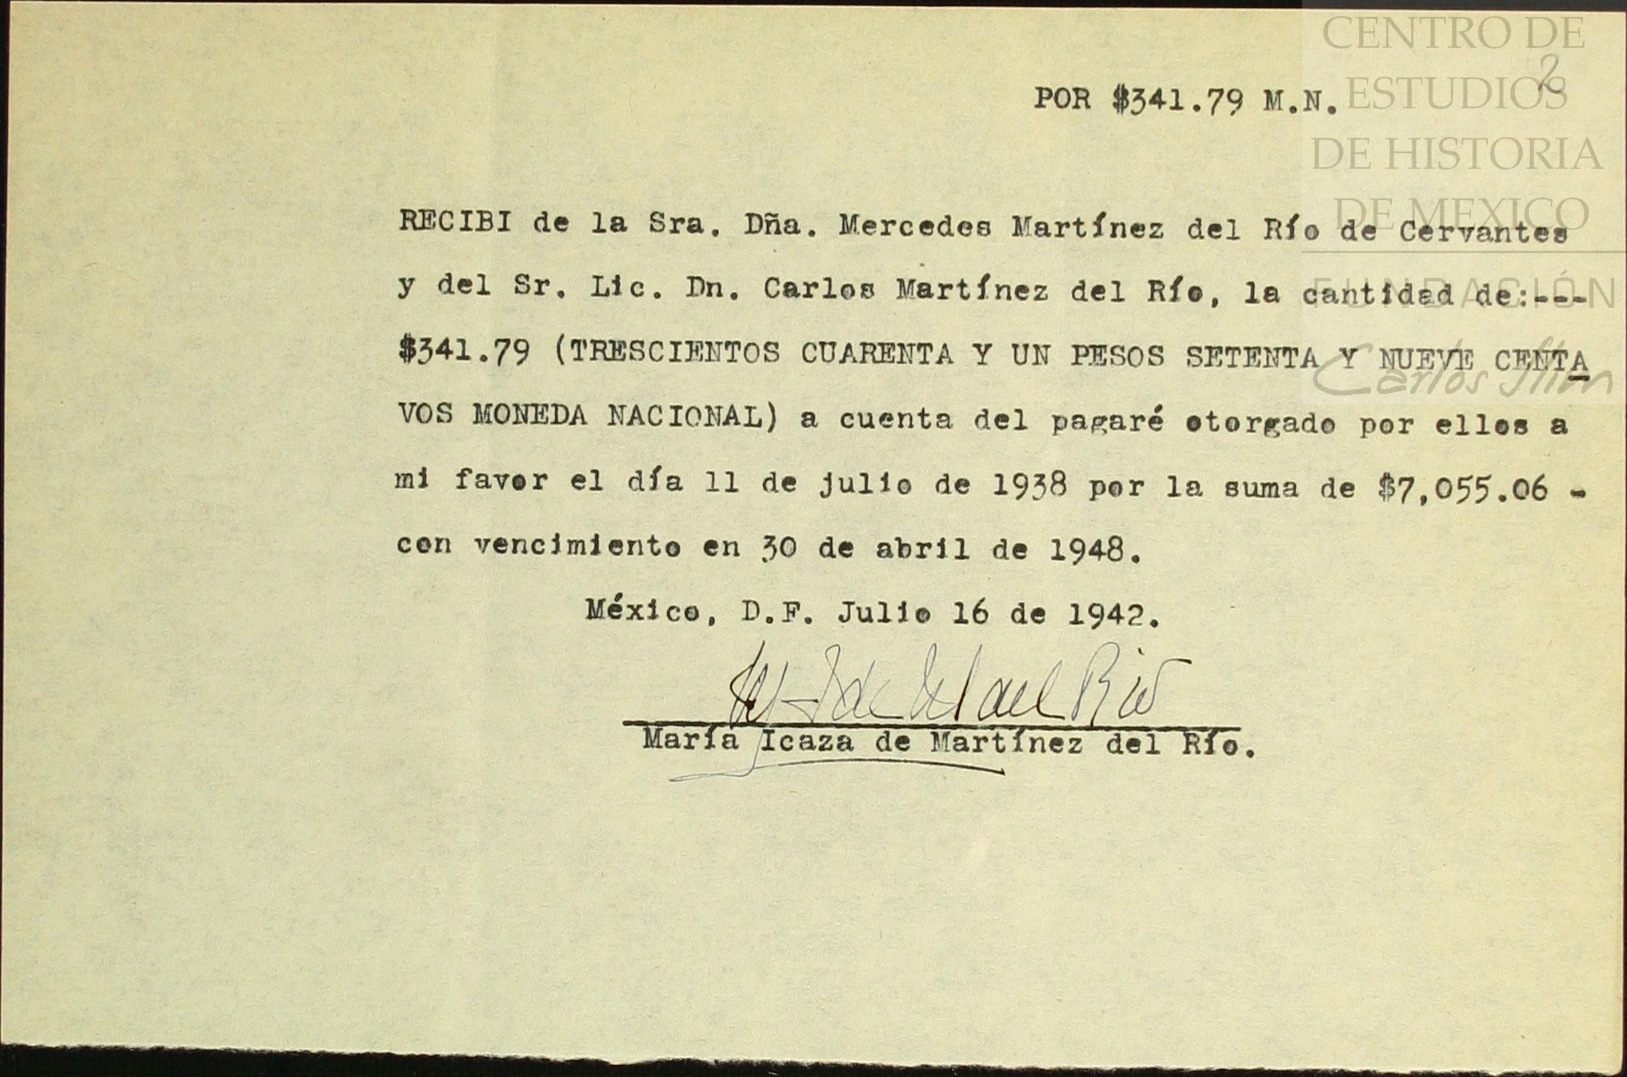 CENTRO DE
2
ESTUDIOS
POR $341.79 M.N.
DE HISTORIA
DE MEXICO
RECIBI de la Sra. Dña. Mercedes Martínez del Río de Cervantes
y del Sr. Lic. Dn. Carlos Martínez del Río, la cantidad de:---
FUNDACIÓN
$341.79 (TRESCIENTOS CUARENTA Y UN PESOS SETENTA Y NUEVE CENTA
Carlos Slim
VOS MONEDA NACIONAL) a cuenta del pagaré otorgado por ellos a
mi favor el día 11 de julio de 1938 por la suma de $7,055.06 -
con vencimiento en 30 de abril de 1948.
México, D.F. Julio 16 de 1942.
del Rio
María Icaza de Martínez del Río.